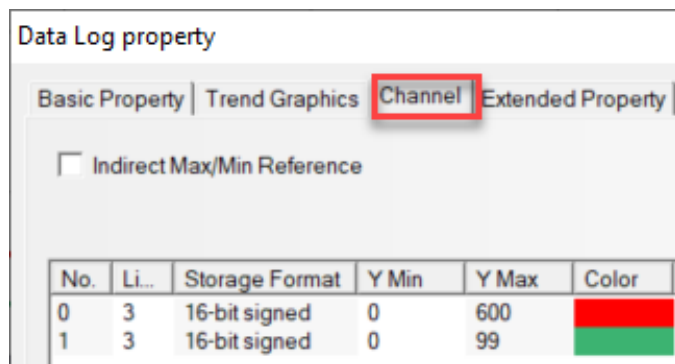 Data Log property
Basic Property Trend Graphics Channel Extended Property
Indirect Max/Min Reference
No. Li... Storage Format Y Min Y Max Color
0 3 16-bit signed 0 600
1 3 16-bit signed 0 99